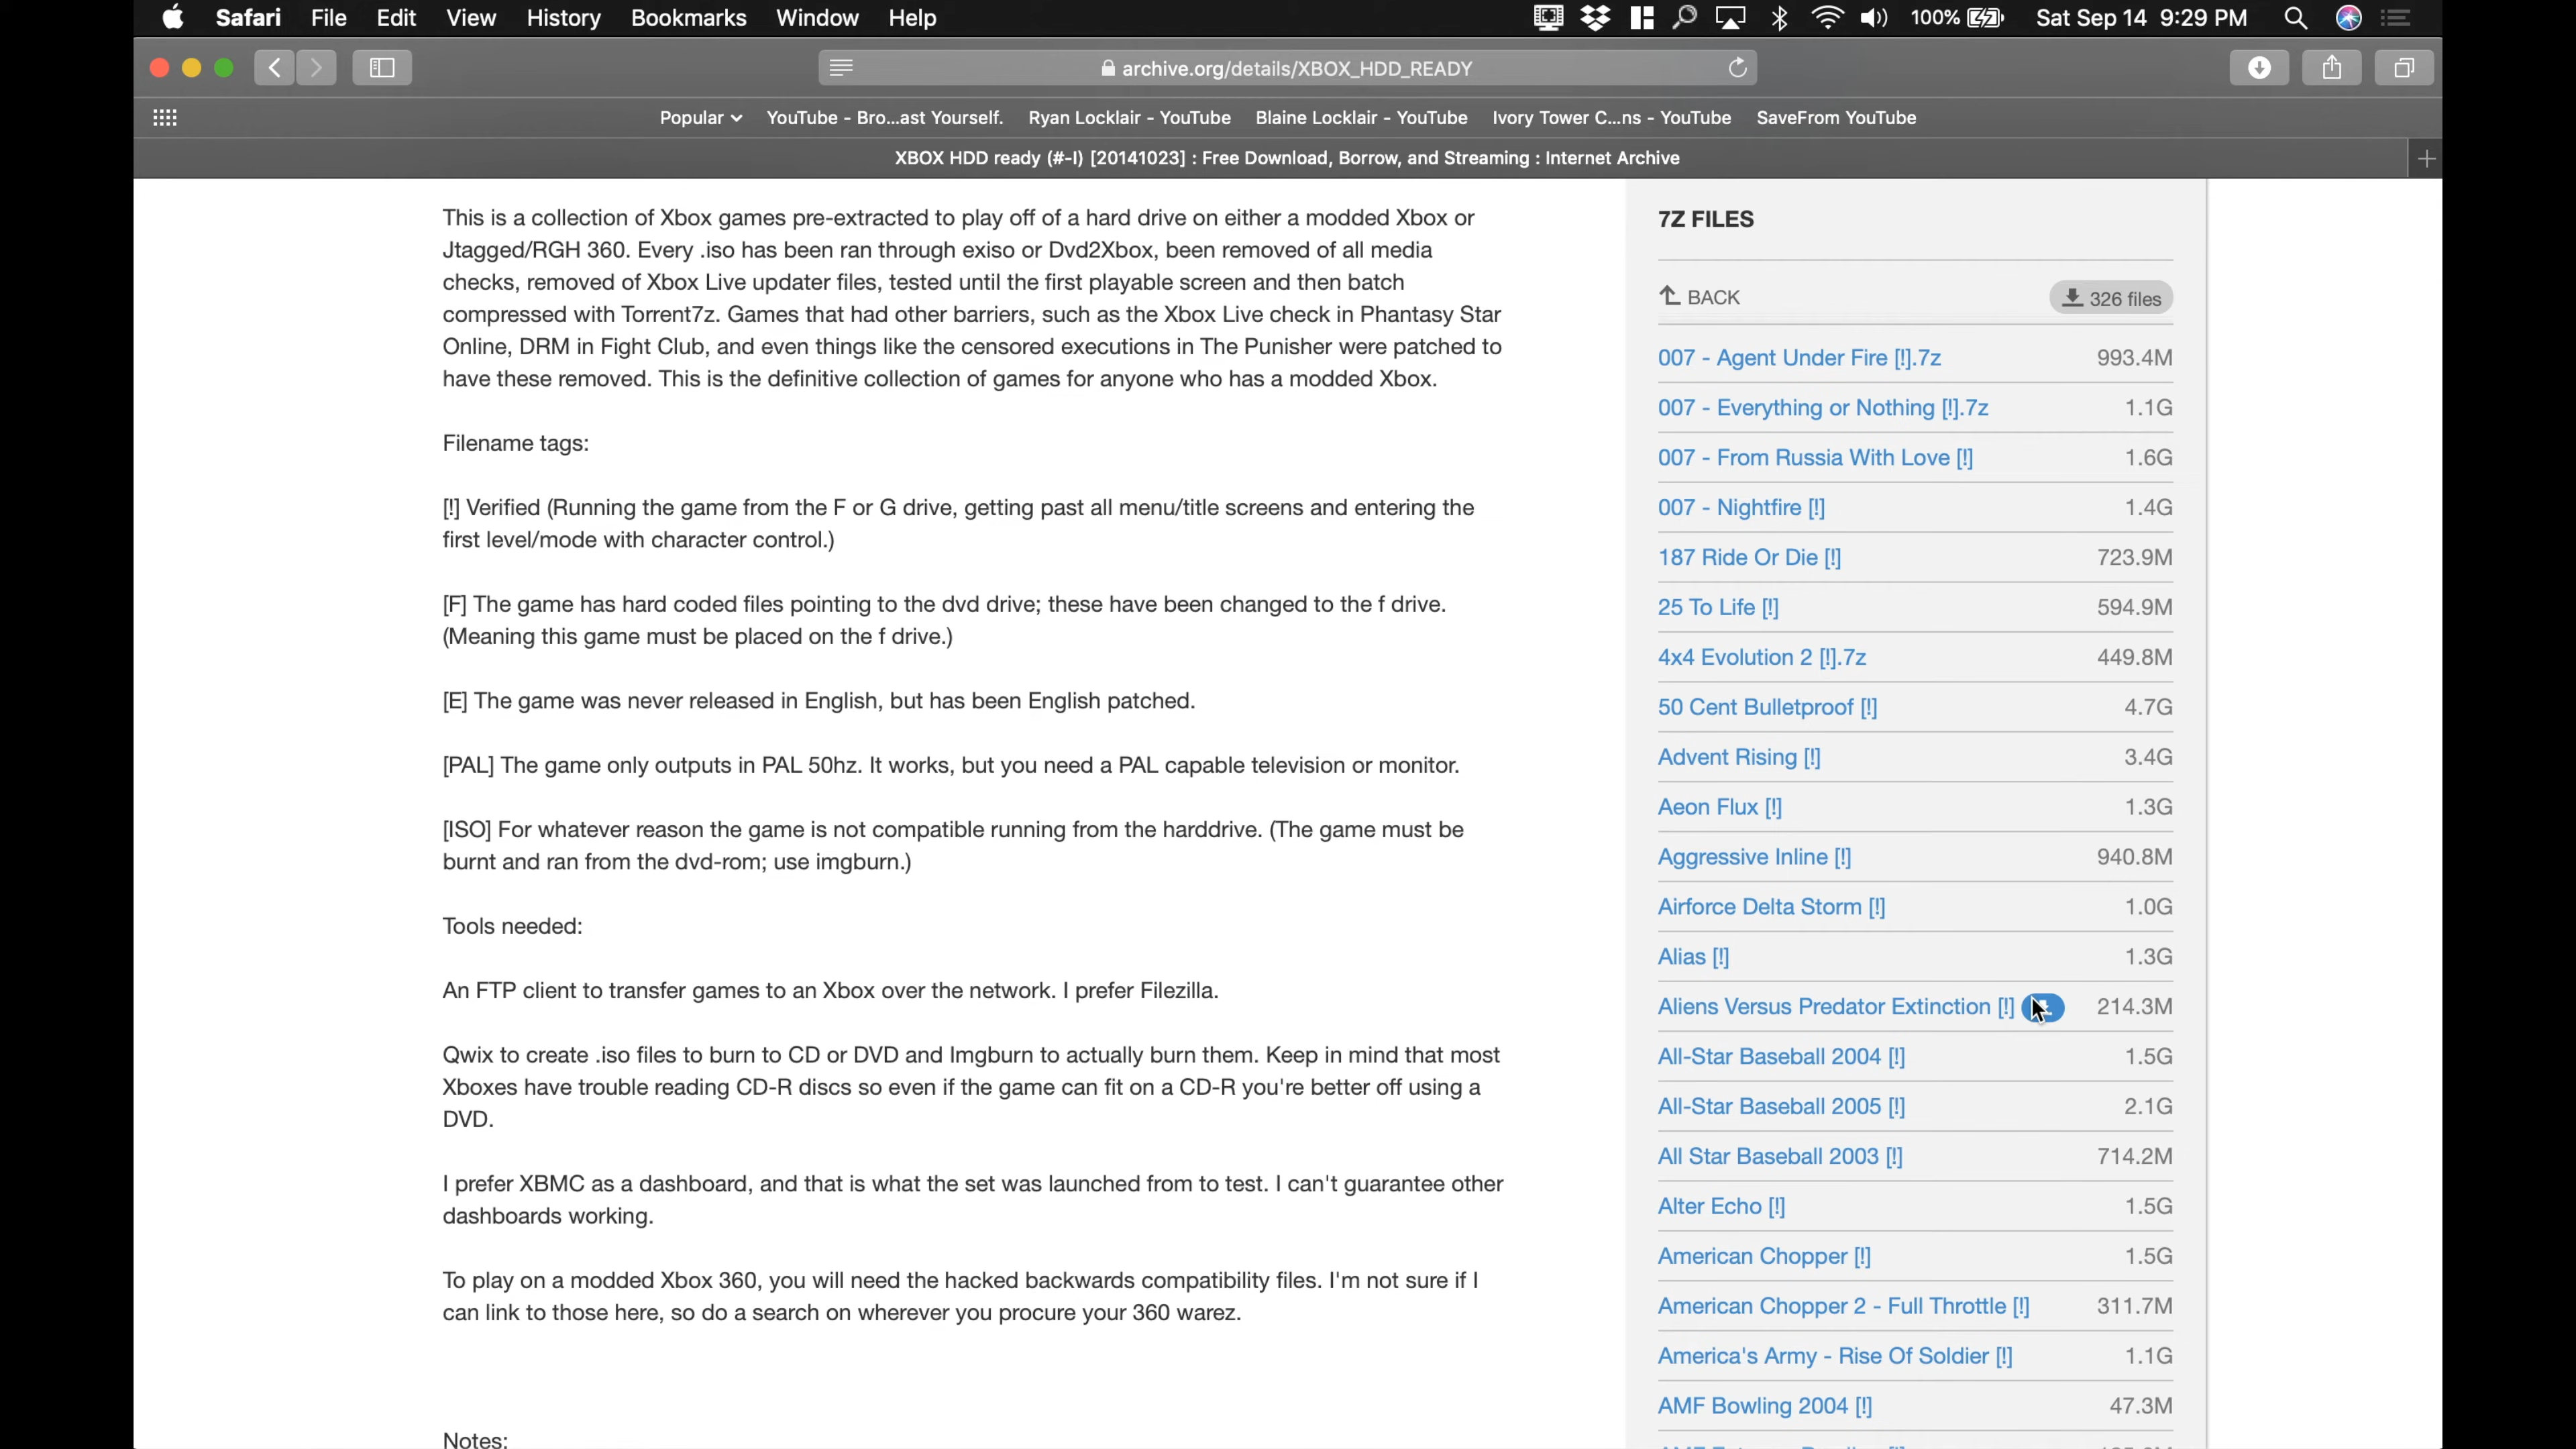 Safari File Edit View History Bookmarks Window Help 100% Sat Sep 14 9:29 PM
archive.org/details/XBOX_HDD_READY
Popular YouTube - Bro...ast Yourself. Ryan Locklair - YouTube Blaine Locklair - YouTube Ivory Tower C...ns - YouTube SaveFrom YouTube
XBOX HDD ready (#-I) [20141023] : Free Download, Borrow, and Streaming : Internet Archive
This is a collection of Xbox games pre-extracted to play off of a hard drive on either a modded Xbox or
Jtagged/RGH 360. Every .iso has been ran through exiso or Dvd2Xbox, been removed of all media
checks, removed of Xbox Live updater files, tested until the first playable screen and then batch
compressed with Torrent7z. Games that had other barriers, such as the Xbox Live check in Phantasy Star
Online, DRM in Fight Club, and even things like the censored executions in The Punisher were patched to
have these removed. This is the definitive collection of games for anyone who has a modded Xbox.
Filename tags:
[!] Verified (Running the game from the F or G drive, getting past all menu/title screens and entering the
first level/mode with character control.)
[F] The game has hard coded files pointing to the dvd drive; these have been changed to the f drive.
(Meaning this game must be placed on the f drive.)
[E] The game was never released in English, but has been English patched.
[PAL] The game only outputs in PAL 50hz. It works, but you need a PAL capable television or monitor.
[ISO] For whatever reason the game is not compatible running from the harddrive. (The game must be
burnt and ran from the dvd-rom; use imgburn.)
Tools needed:
An FTP client to transfer games to an Xbox over the network. I prefer Filezilla.
Qwix to create .iso files to burn to CD or DVD and Imgburn to actually burn them. Keep in mind that most
Xboxes have trouble reading CD-R discs so even if the game can fit on a CD-R you're better off using a
DVD.
I prefer XBMC as a dashboard, and that is what the set was launched from to test. I can't guarantee other
dashboards working.
To play on a modded Xbox 360, you will need the hacked backwards compatibility files. I'm not sure if I
can link to those here, so do a search on wherever you procure your 360 warez.
Notes:
7Z FILES
BACK 326 files
007 - Agent Under Fire [!].7z 993.4M
007 - Everything or Nothing [!].7z 1.1G
007 - From Russia With Love [!] 1.6G
007 - Nightfire [!] 1.4G
187 Ride Or Die [!] 723.9M
25 To Life [!] 594.9M
4x4 Evolution 2 [!].7z 449.8M
50 Cent Bulletproof [!] 4.7G
Advent Rising [!] 3.4G
Aeon Flux [!] 1.3G
Aggressive Inline [!] 940.8M
Airforce Delta Storm [!] 1.0G
Alias [!] 1.3G
Aliens Versus Predator Extinction [!] 214.3M
All-Star Baseball 2004 [!] 1.5G
All-Star Baseball 2005 [!] 2.1G
All Star Baseball 2003 [!] 714.2M
Alter Echo [!] 1.5G
American Chopper [!] 1.5G
American Chopper 2 - Full Throttle [!] 311.7M
America's Army - Rise Of Soldier [!] 1.1G
AMF Bowling 2004 [!] 47.3M